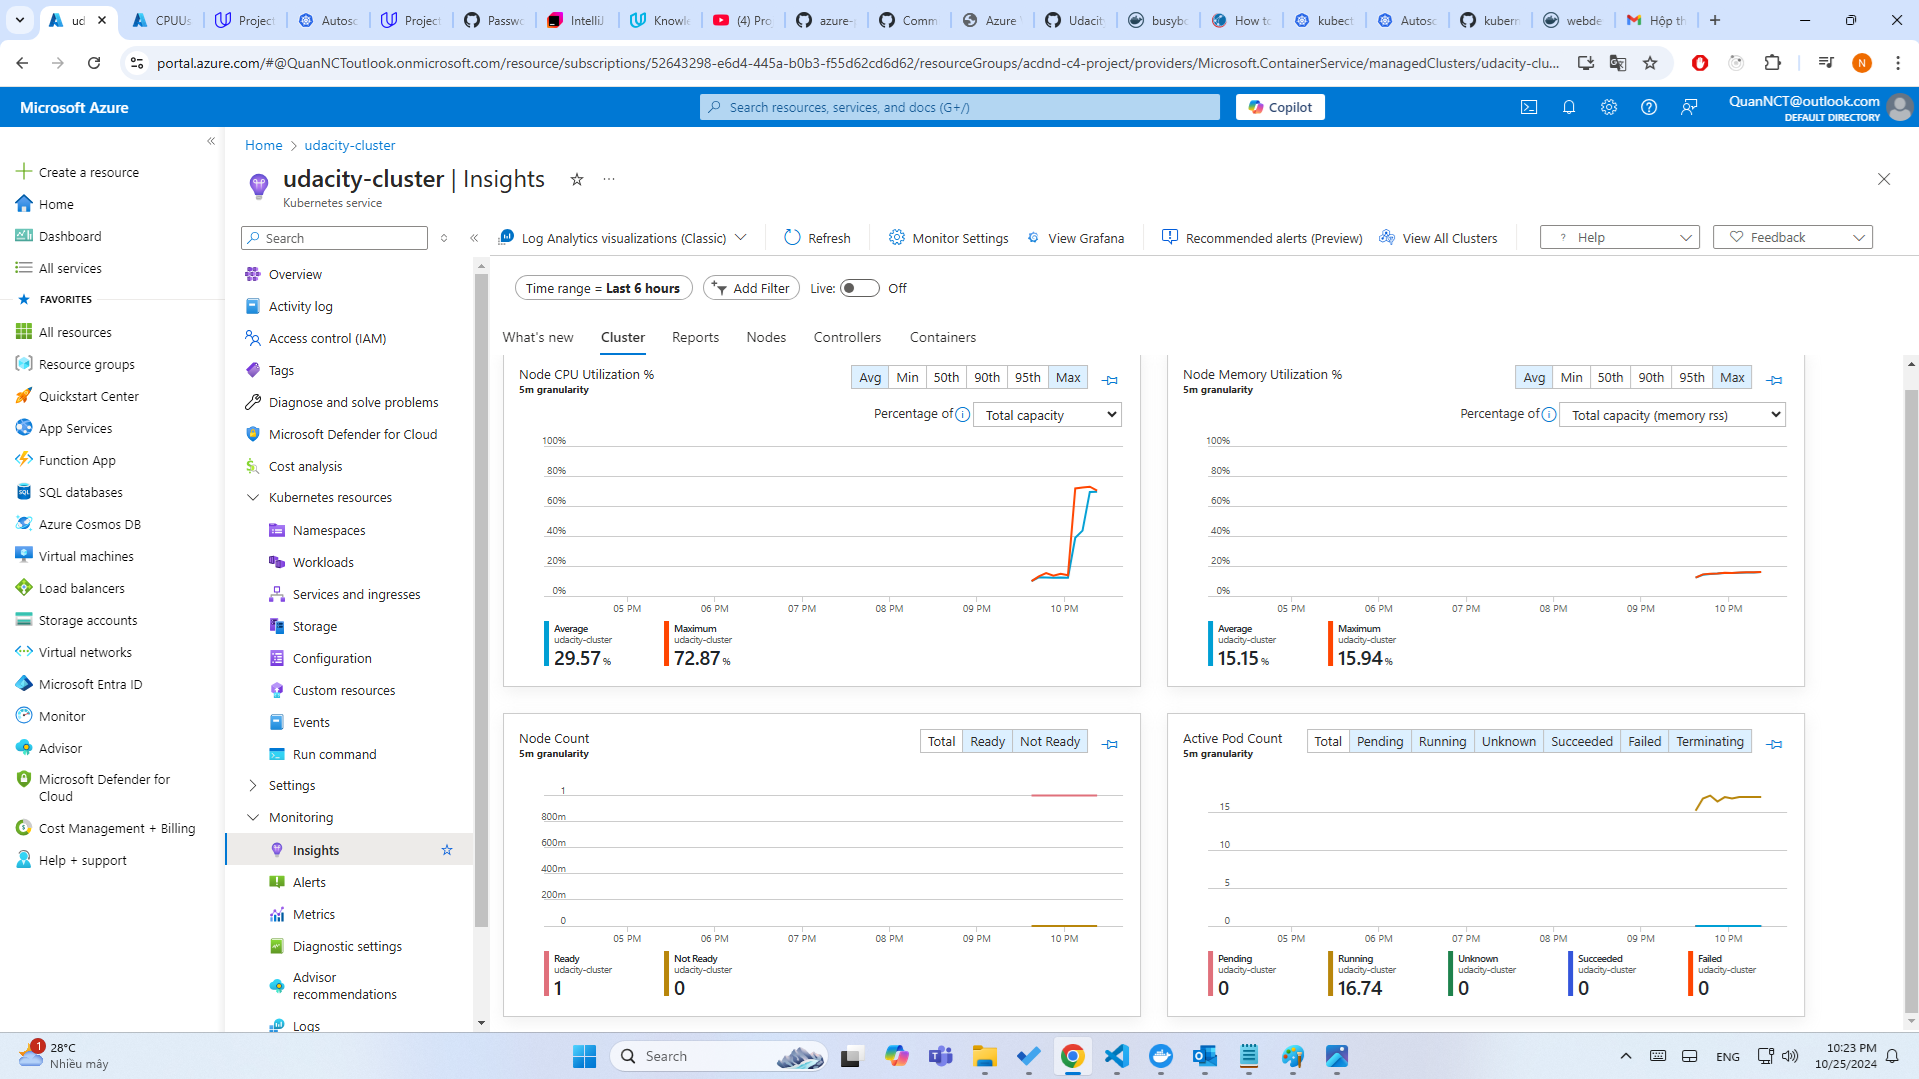 ud
CPUUs
Project
Autosc
Project
Passwo
IntelliJ
Knowle
(4) Pro
azure-p
Comm
Azure V
Udacity
busybo
How to
kubect
Autosc
kubern
webde
Hộp th
portal.azure.com/#@QuanNCToutlook.onmicrosoft.com/resource/subscriptions/52643298-e6d4-445a-b0b3-f55d62cd6d62/resourceGroups/acdnd-c4-project/providers/Microsoft.ContainerService/managedClusters/udacity-clu...
N
Microsoft Azure
Search resources, services, and docs (G+/)
Copilot
QuanNCT@outlook.com
DEFAULT DIRECTORY
Create a resource
Home
Dashboard
All services
FAVORITES
All resources
Resource groups
Quickstart Center
App Services
Function App
SQL databases
Azure Cosmos DB
Virtual machines
Load balancers
Storage accounts
Virtual networks
Microsoft Entra ID
Monitor
Advisor
Microsoft Defender for
Cloud
Cost Management + Billing
Help + support
Home > udacity-cluster
udacity-cluster | Insights
Kubernetes service
Search
Overview
Activity log
Access control (IAM)
Tags
Diagnose and solve problems
Microsoft Defender for Cloud
Cost analysis
Kubernetes resources
Namespaces
Workloads
Services and ingresses
Storage
Configuration
Custom resources
Events
Run command
Settings
Monitoring
Insights
Alerts
Metrics
Diagnostic settings
Advisor
recommendations
Logs
Log Analytics visualizations (Classic)
Refresh
Monitor Settings
View Grafana
Recommended alerts (Preview)
View All Clusters
? Help
Feedback
Time range = Last 6 hours
Add Filter
Live:
Off
What's new
Cluster
Reports
Nodes
Controllers
Containers
Node CPU Utilization %
5m granularity
Avg Min 50th 90th 95th Max
Percentage of
Total capacity
100%
80%
60%
40%
20%
0%
05 PM 06 PM 07 PM 08 PM 09 PM 10 PM
Average
udacity-cluster
29.57 %
Maximum
udacity-cluster
72.87 %
Node Memory Utilization %
5m granularity
Avg Min 50th 90th 95th Max
Percentage of
Total capacity (memory rss)
100%
80%
60%
40%
20%
0%
05 PM 06 PM 07 PM 08 PM 09 PM 10 PM
Average
udacity-cluster
15.15 %
Maximum
udacity-cluster
15.94 %
Node Count
5m granularity
Total Ready Not Ready
1
800m
600m
400m
200m
0
05 PM 06 PM 07 PM 08 PM 09 PM 10 PM
Ready
udacity-cluster
1
Not Ready
udacity-cluster
0
Active Pod Count
5m granularity
Total Pending Running Unknown Succeeded Failed Terminating
15
10
5
0
05 PM 06 PM 07 PM 08 PM 09 PM 10 PM
Pending
udacity-cluster
0
Running
udacity-cluster
16.74
Unknown
udacity-cluster
0
Succeeded
udacity-cluster
0
Failed
udacity-cluster
0
1
28°C
Nhiều mây
Search
ENG
10:23 PM
10/25/2024